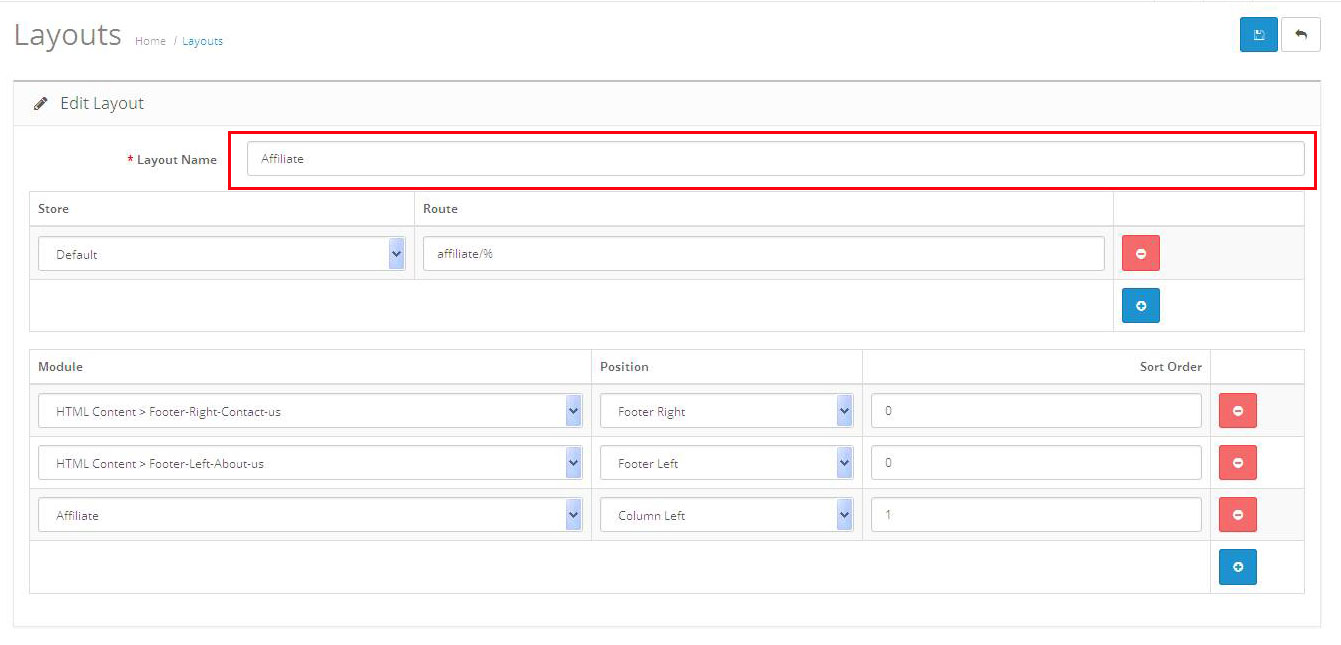 Layouts Home / Layouts
Edit Layout
* Layout Name Affiliate
Store Route
Default affiliate/%
Module Position Sort Order
HTML Content > Footer-Right-Contact-us Footer Right 0
HTML Content > Footer-Left-About-us Footer Left 0
Affiliate Column Left 1